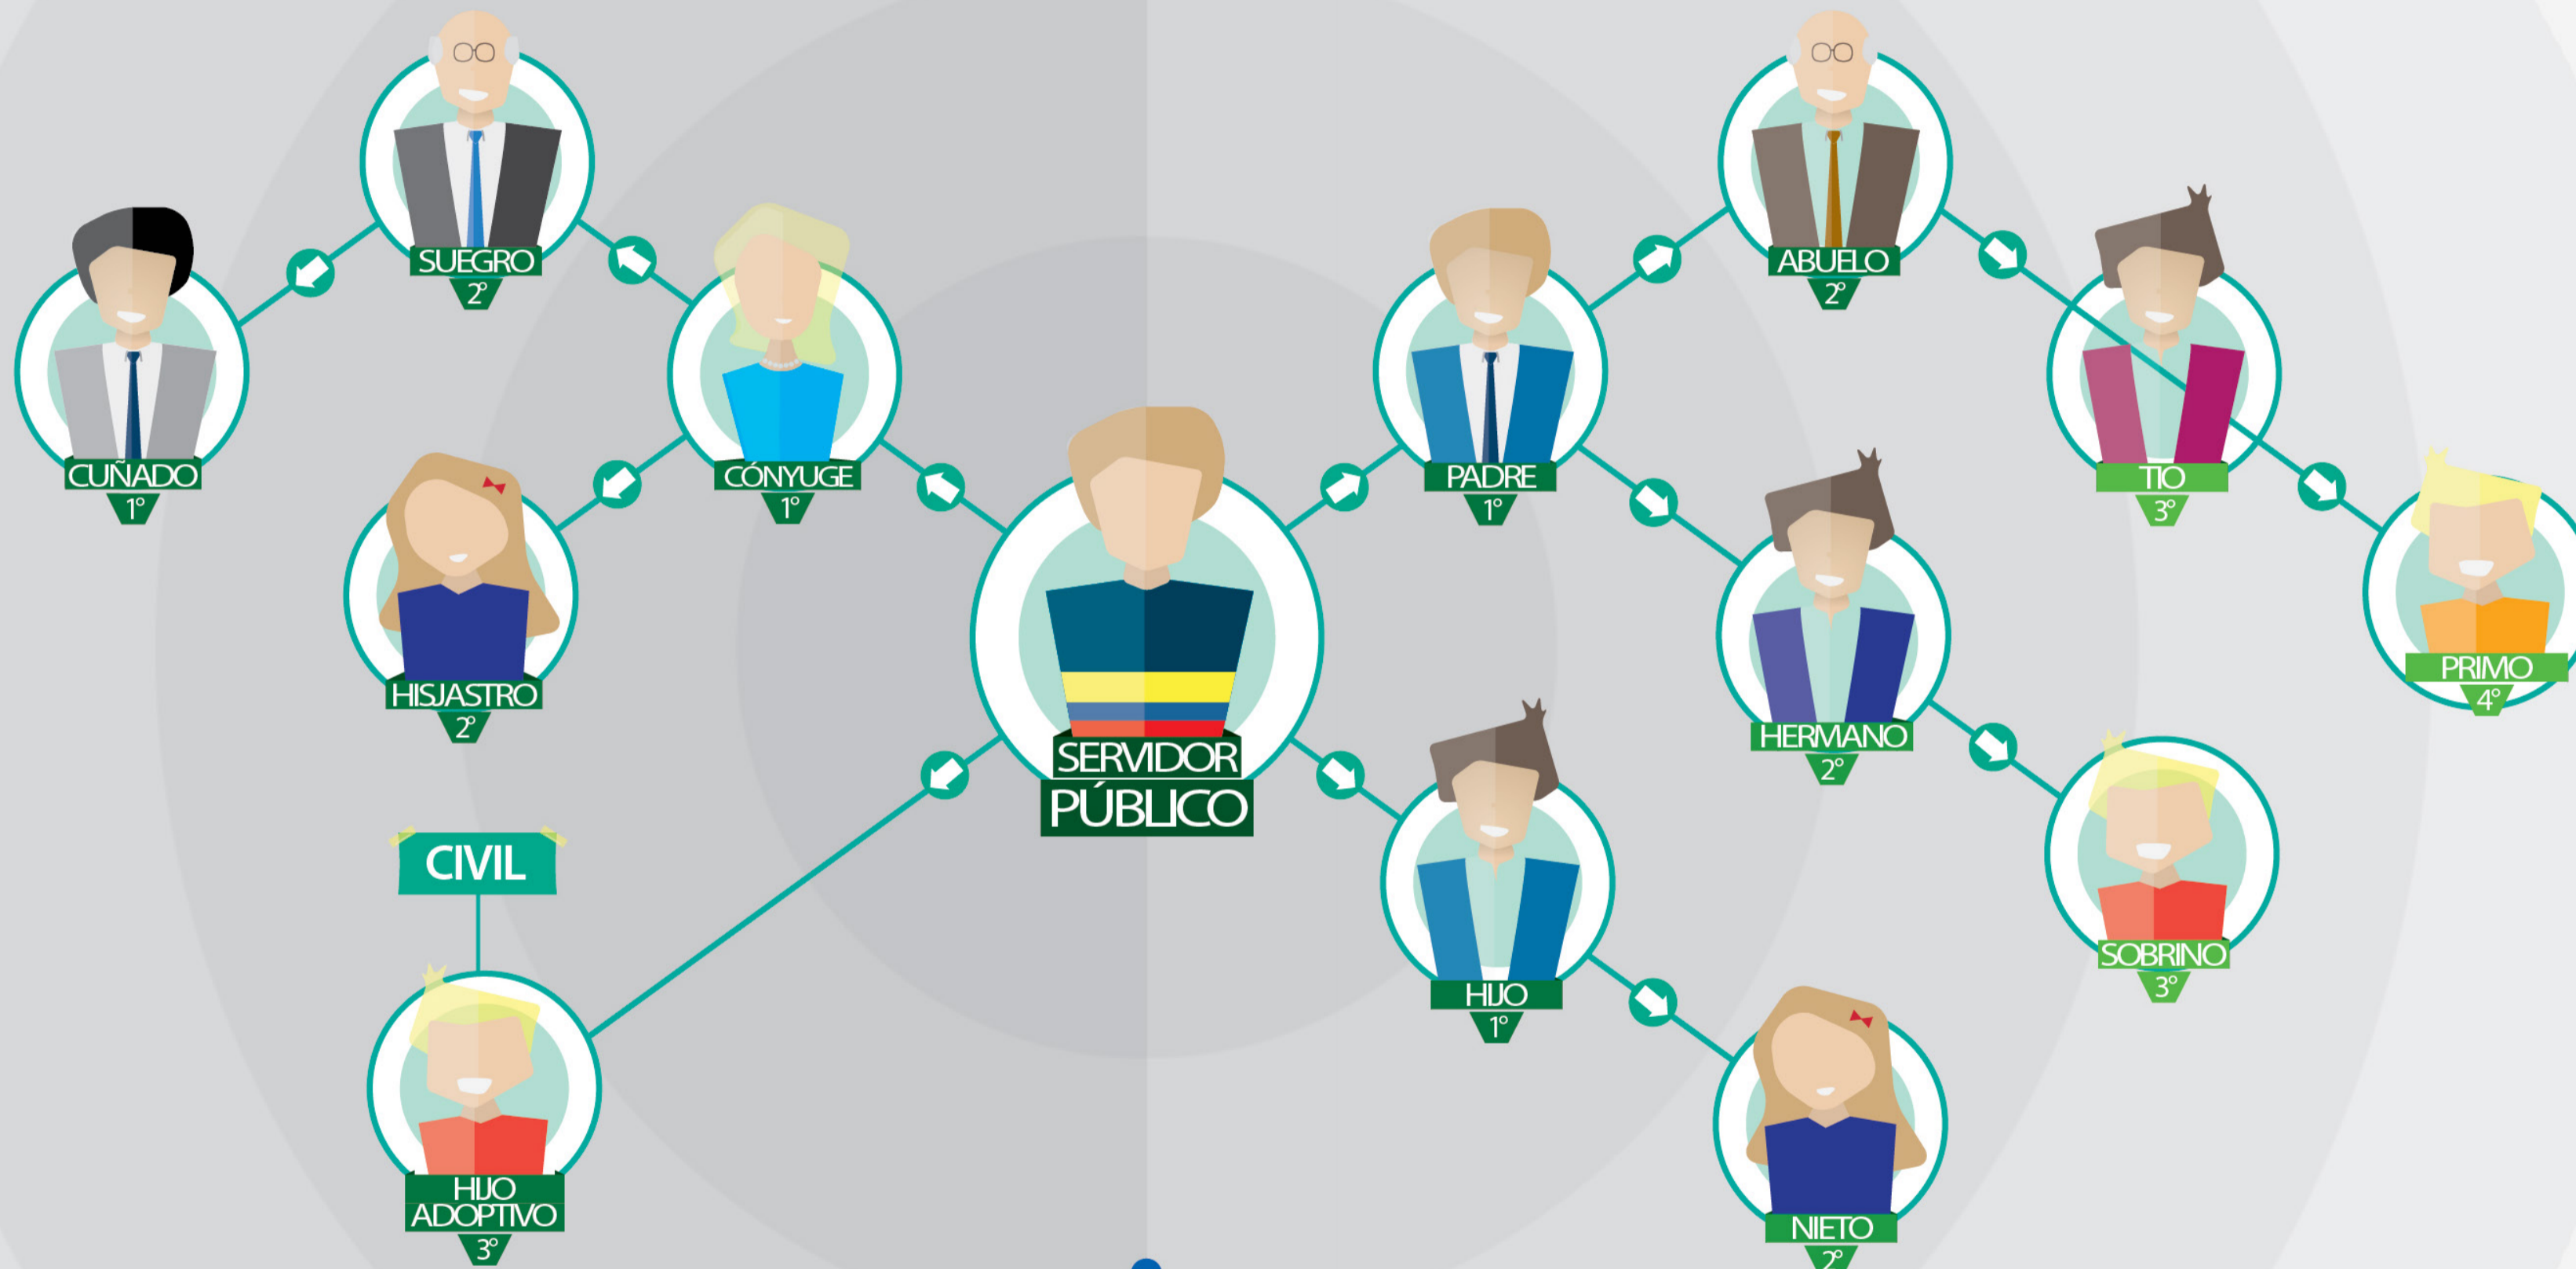 SUEGRO
2°
ABUELO
2°
CUÑADO
1°
CÓNYUGE
1°
PADRE
1°
TIO
3°
HISJASTRO
2°
PRIMO
4°
SERVIDOR
PÚBLICO
HERMANO
2°
CIVIL
HIJO
1°
SOBRINO
3°
HIJO
ADOPTIVO
3°
NIETO
2°